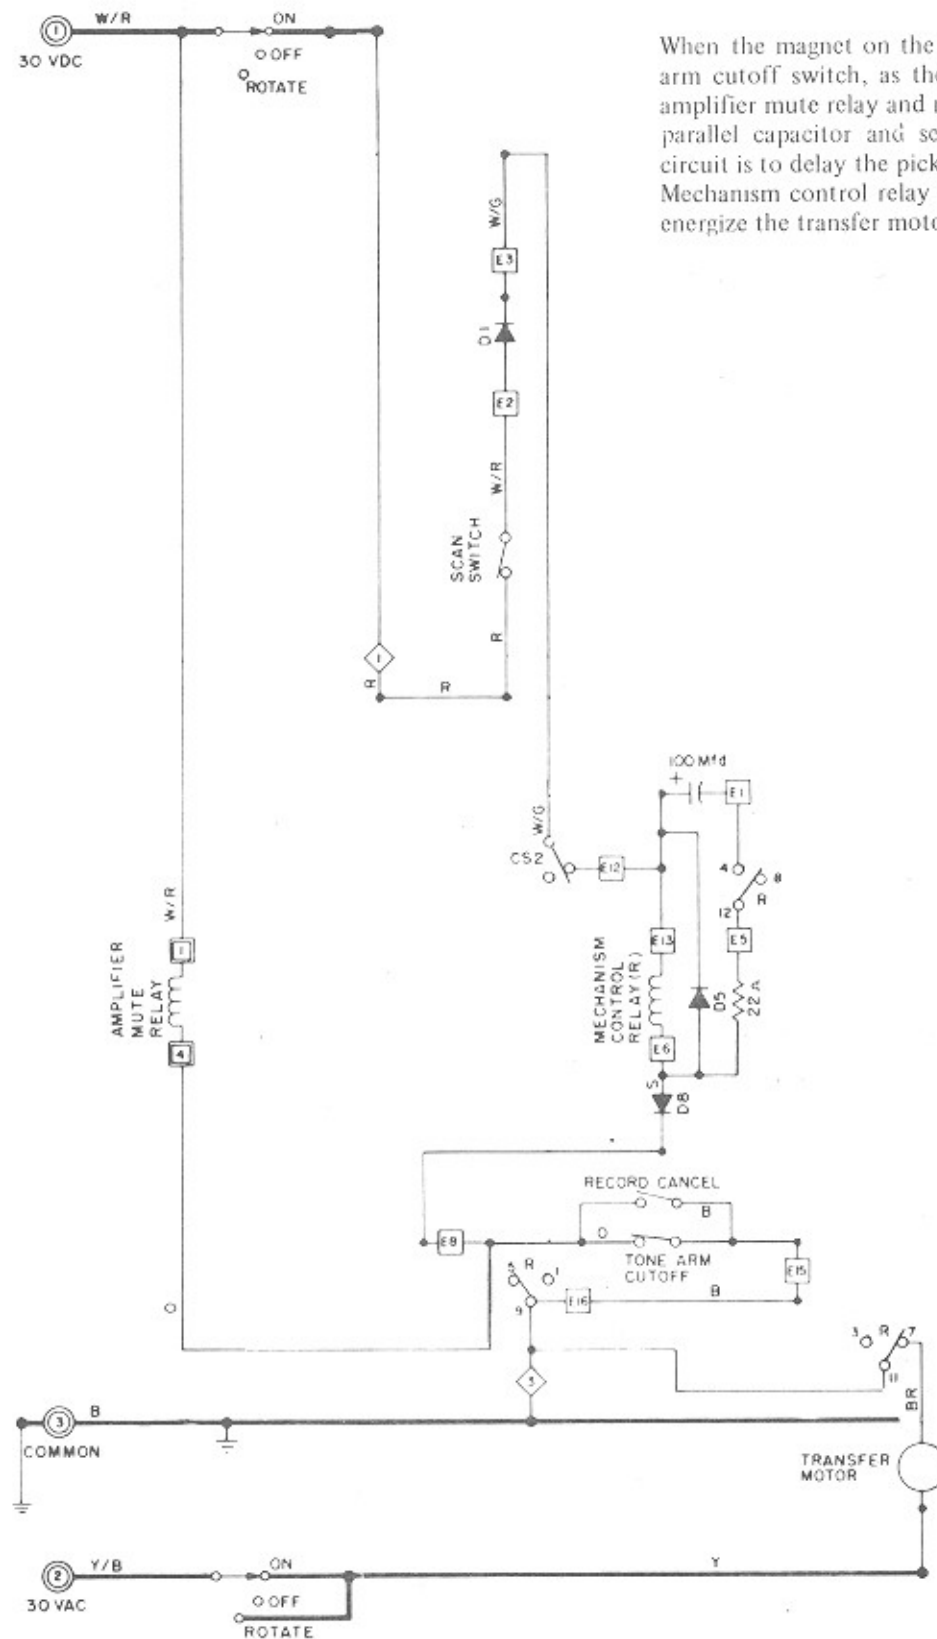 W/R
ON
1
30 VDC
OFF
ROTATE
When the magnet on the
arm cutoff switch, as the
amplifier mute relay and
parallel capacitor and
circuit is to delay the pick
Mechanism control relay
energize the transfer moto
W/G
E3
D1
E2
W/R
SCAN
SWITCH
R
1
R
R
100 Mfd
+
E1
W/G
CS2
E12
4
8
R
12
W/R
1
AMPLIFIER
MUTE
RELAY
4
E13
E5
MECHANISM
CONTROL
RELAY (R)
D5
22Λ
E6
S
D8
RECORD CANCEL
B
E8
O
TONE ARM
CUTOFF
E15
5
R
1
9
E16
B
O
3
R
7
11
3
BR
3
B
COMMON
TRANSFER
MOTOR
2
Y/B
ON
Y
30 VAC
OFF
ROTATE